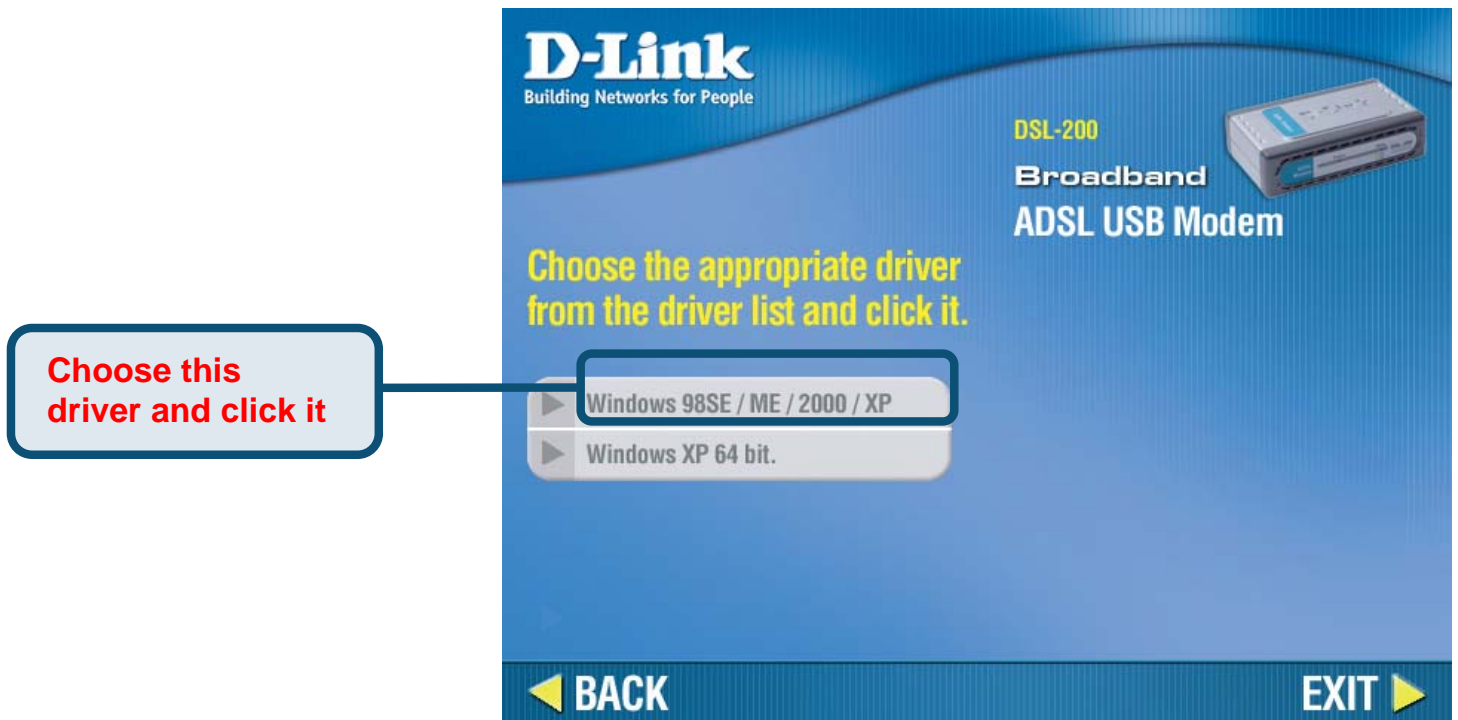 D-Link
Building Networks for People
DSL-200
Broadband
ADSL USB Modem
Choose the appropriate driver
from the driver list and click it.
Choose this
driver and click it
Windows 98SE / ME / 2000 / XP
Windows XP 64 bit.
BACK
EXIT